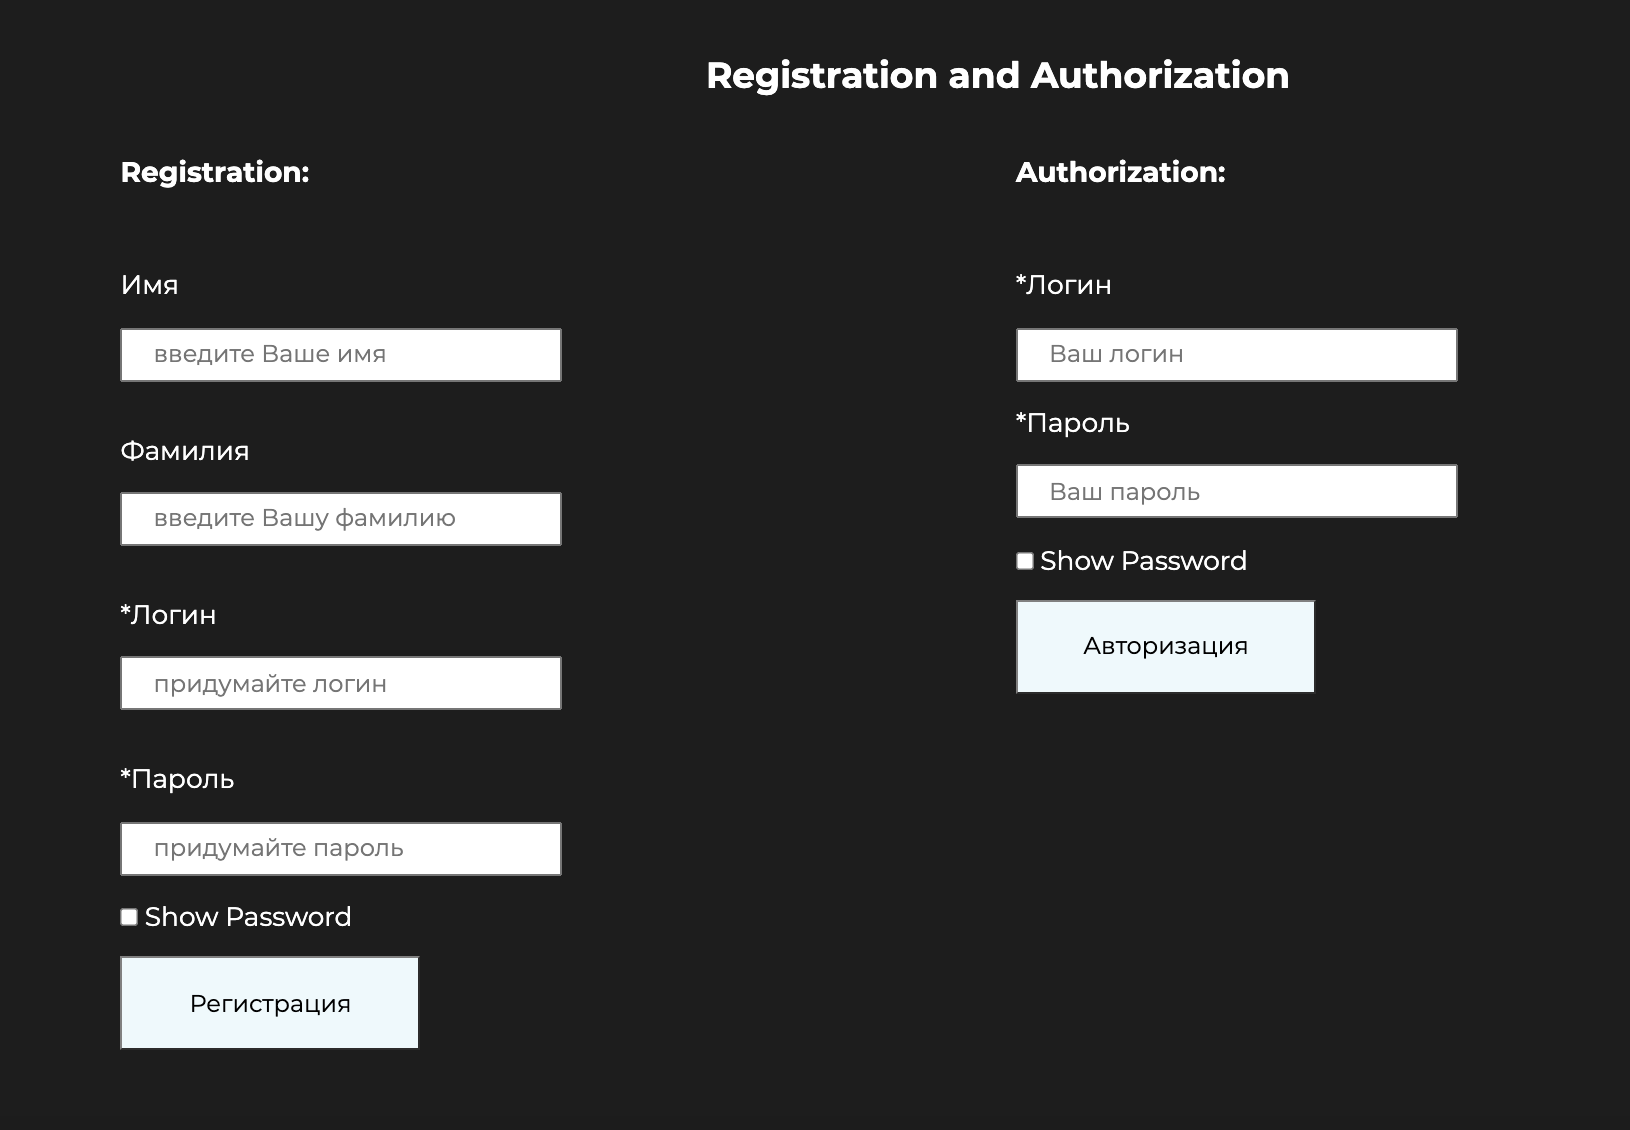 Registration and Authorization
Registration:
Имя
введите Ваше имя
Фамилия
введите Вашу фамилию
*Логин
придумайте логин
*Пароль
придумайте пароль
Show Password
Регистрация
Authorization:
*Логин
Ваш логин
*Пароль
Ваш пароль
Show Password
Авторизация